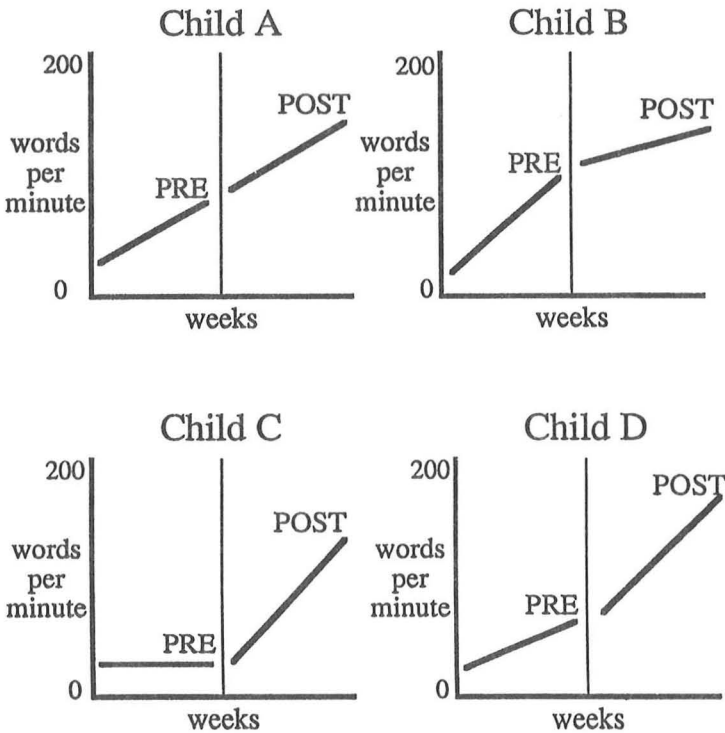 Child A
200
words
per
minute
PRE
POST
0
weeks
Child B
200
words
per
minute
PRE
POST
0
weeks
Child C
200
words
per
minute
PRE
POST
0
weeks
Child D
200
words
per
minute
PRE
POST
0
weeks